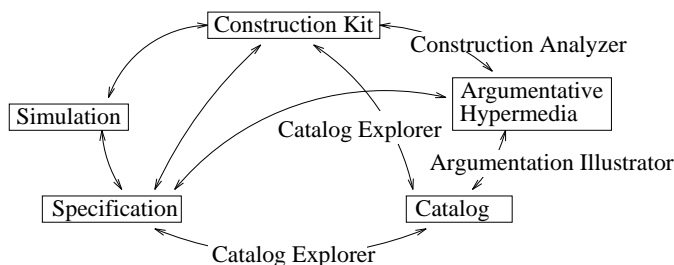 Construction Kit
Construction Analyzer
Argumentative
Hypermedia
Simulation
Catalog Explorer
Argumentation Illustrator
Specification
Catalog
Catalog Explorer